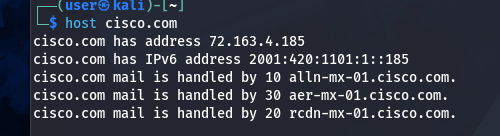 (user㉿kali)-[~]
$ host cisco.com
cisco.com has address 72.163.4.185
cisco.com has IPv6 address 2001:420:1101:1::185
cisco.com mail is handled by 10 alln-mx-01.cisco.com.
cisco.com mail is handled by 30 aer-mx-01.cisco.com.
cisco.com mail is handled by 20 rcdn-mx-01.cisco.com.